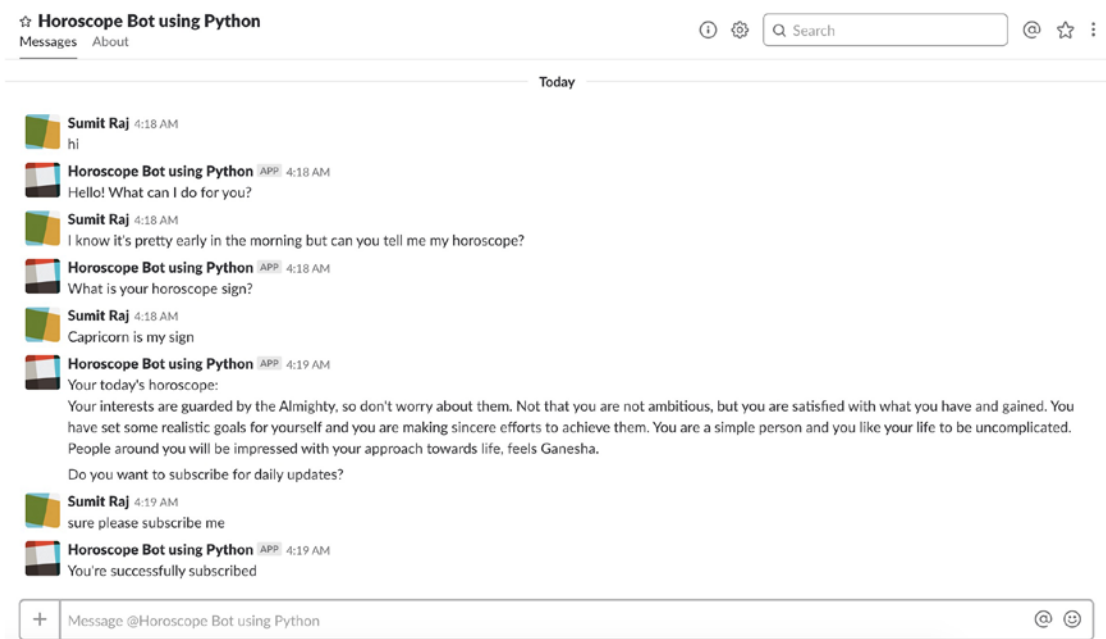 ☆ Horoscope Bot using Python
Messages About
Search
Today
Sumit Raj 4:18 AM
hi
Horoscope Bot using Python APP 4:18 AM
Hello! What can I do for you?
Sumit Raj 4:18 AM
I know it's pretty early in the morning but can you tell me my horoscope?
Horoscope Bot using Python APP 4:18 AM
What is your horoscope sign?
Sumit Raj 4:18 AM
Capricorn is my sign
Horoscope Bot using Python APP 4:19 AM
Your today's horoscope:
Your interests are guarded by the Almighty, so don't worry about them. Not that you are not ambitious, but you are satisfied with what you have and gained. You
have set some realistic goals for yourself and you are making sincere efforts to achieve them. You are a simple person and you like your life to be uncomplicated.
People around you will be impressed with your approach towards life, feels Ganesha.
Do you want to subscribe for daily updates?
Sumit Raj 4:19 AM
sure please subscribe me
Horoscope Bot using Python APP 4:19 AM
You're successfully subscribed
Message @Horoscope Bot using Python